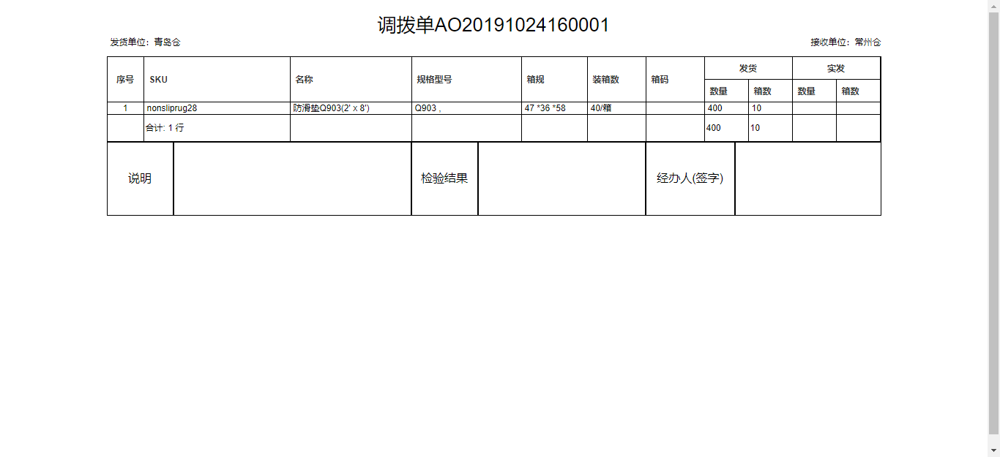 调拨单AO20191024160001
发货单位：青岛仓 接收单位：常州仓
序号 SKU 名称 规格型号 箱规 装箱数 箱码 发货 实发
数量 箱数 数量 箱数
1 nonsliprug28 防滑垫Q903(2' x 8') Q903 , 47 *36 *58 40/箱 400 10
合计: 1 行 400 10
说明 检验结果 经办人(签字)